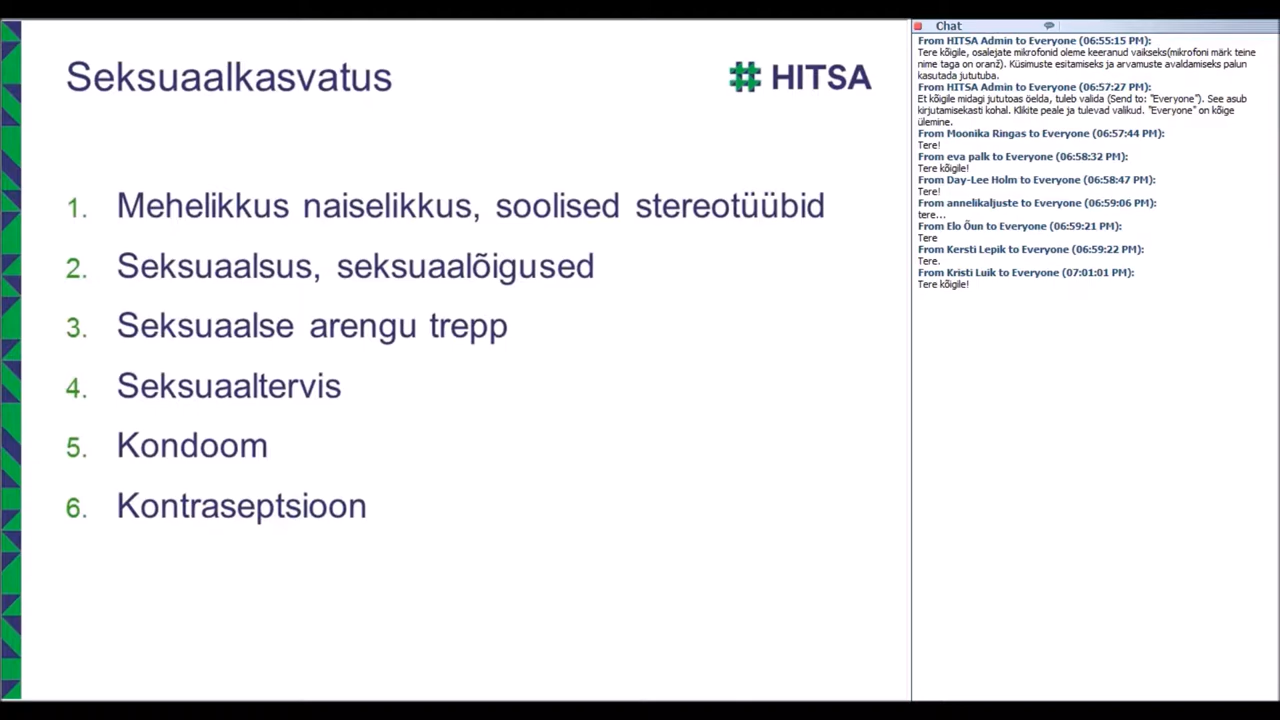 Seksuaalkasvatus
HITSA
1. Mehelikkus naiselikkus, soolised stereotüübid
2. Seksuaalsus, seksuaalõigused
3. Seksuaalse arengu trepp
4. Seksuaaltervis
5. Kondoom
6. Kontraseptsioon
Chat
From HITSA Admin to Everyone (06:55:15 PM):
Tere kõigile, osalejate mikrofonid oleme keeranud vaikseks(mikrofoni märk teine
nime taga on oranž). Küsimuste esitamiseks ja arvamuste avaldamiseks palun
kasutada jututuba.
From HITSA Admin to Everyone (06:57:27 PM):
Et kõigile midagi jututoas öelda, tuleb valida (Send to: "Everyone"). See asub
kirjutamisekasti kohal. Klikite peale ja tulevad valikud. "Everyone" on kõige
ülemine.
From Moonika Ringas to Everyone (06:57:44 PM):
Tere!
From eva palk to Everyone (06:58:32 PM):
Tere kõigile!
From Day-Lee Holm to Everyone (06:58:47 PM):
Tere!
From annelikaljuste to Everyone (06:59:06 PM):
tere...
From Elo Õun to Everyone (06:59:21 PM):
Tere
From Kersti Lepik to Everyone (06:59:22 PM):
Tere.
From Kristi Luik to Everyone (07:01:01 PM):
Tere kõigile!